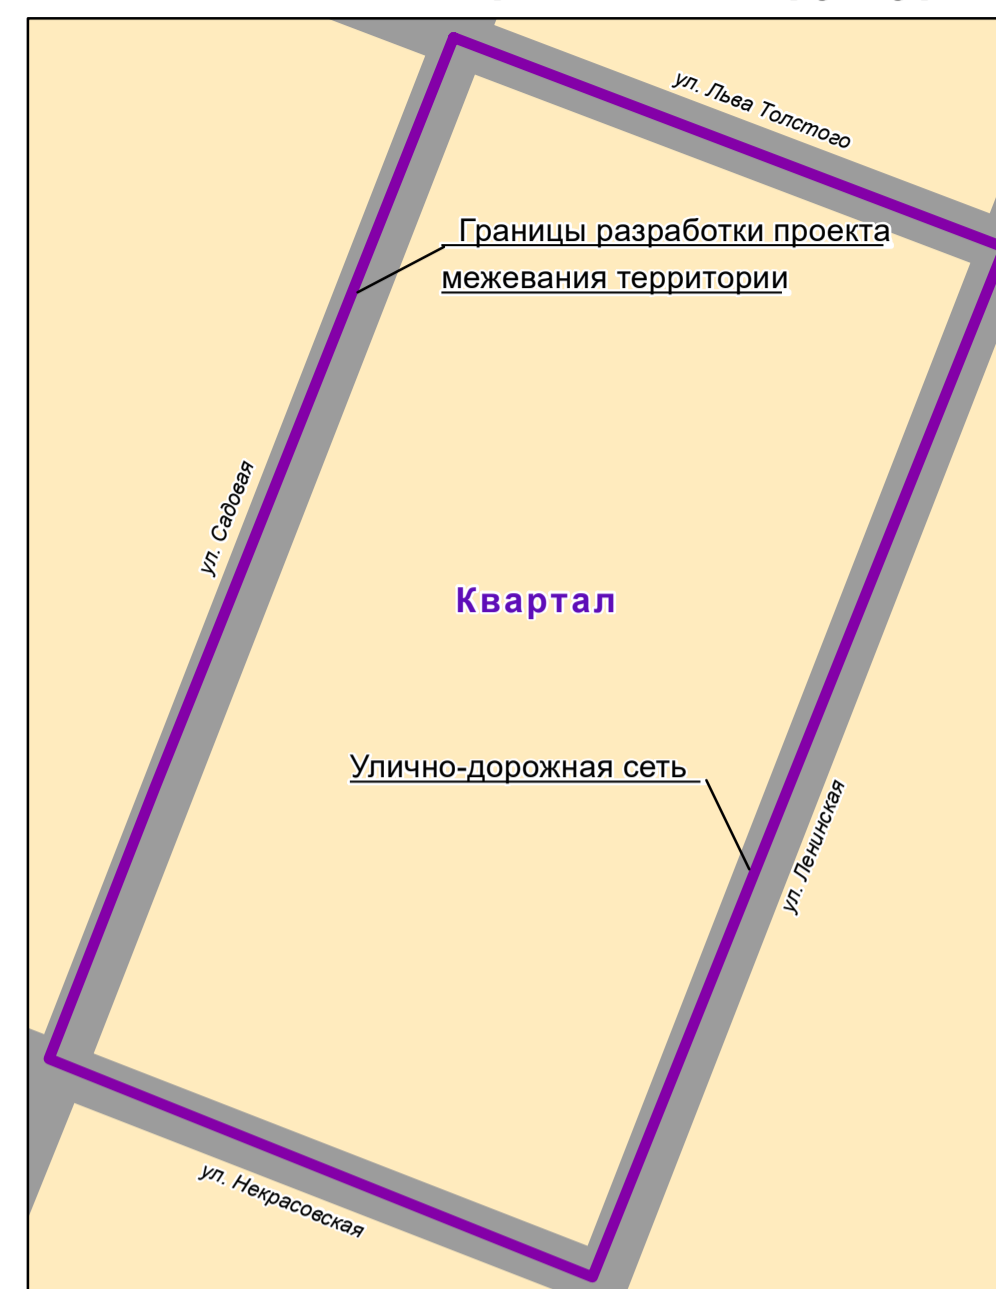 ул. Льва Толстого
Границы разработки проекта
межевания территории
ул. Садовая
Квартал
Улично-дорожная сеть
ул. Ленинская
ул. Некрасовская